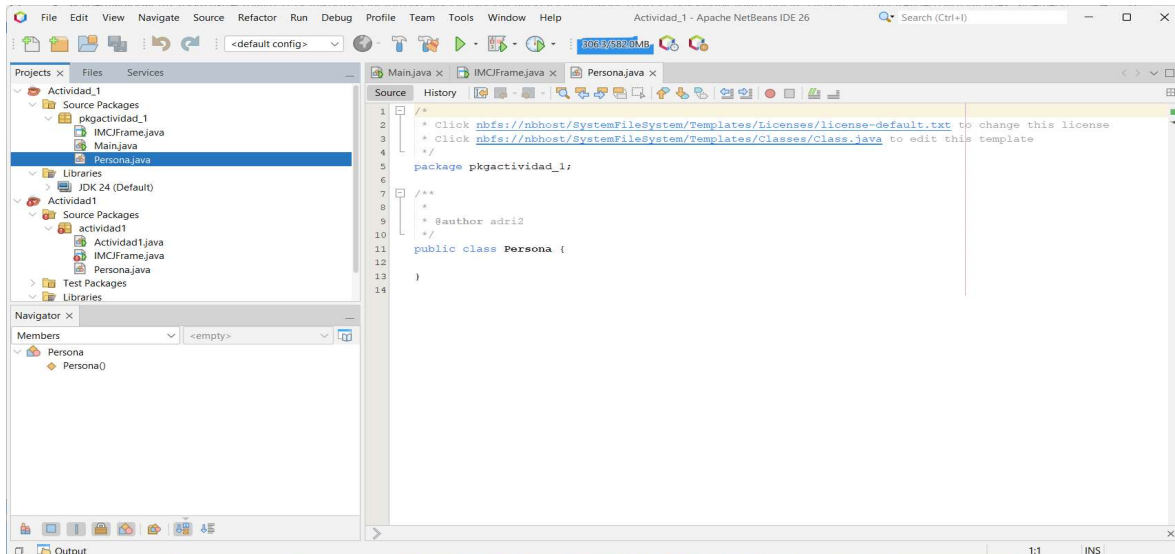 File Edit View Navigate Source Refactor Run Debug Profile Team Tools Window Help Actividad_1 - Apache NetBeans IDE 26 Search (Ctrl+I)
<default config> 306.3/582.0MB
Projects Files Services
Actividad_1
Source Packages
pkgactividad_1
IMCJFrame.java
Main.java
Persona.java
Libraries
JDK 24 (Default)
Actividad1
Source Packages
actividad1
Actividad1.java
IMCJFrame.java
Persona.java
Test Packages
Libraries
Navigator
Members <empty>
Persona
Persona()
Main.java IMCJFrame.java Persona.java
Source History
1 /*
2 * Click nbfs://nbhost/SystemFileSystem/Templates/Licenses/license-default.txt to change this license
3 * Click nbfs://nbhost/SystemFileSystem/Templates/Classes/Class.java to edit this template
4 */
5 package pkgactividad_1;
6
7 /**
8 *
9 * @author adri2
10 */
11 public class Persona {
12
13 }
14
Output 1:1 INS